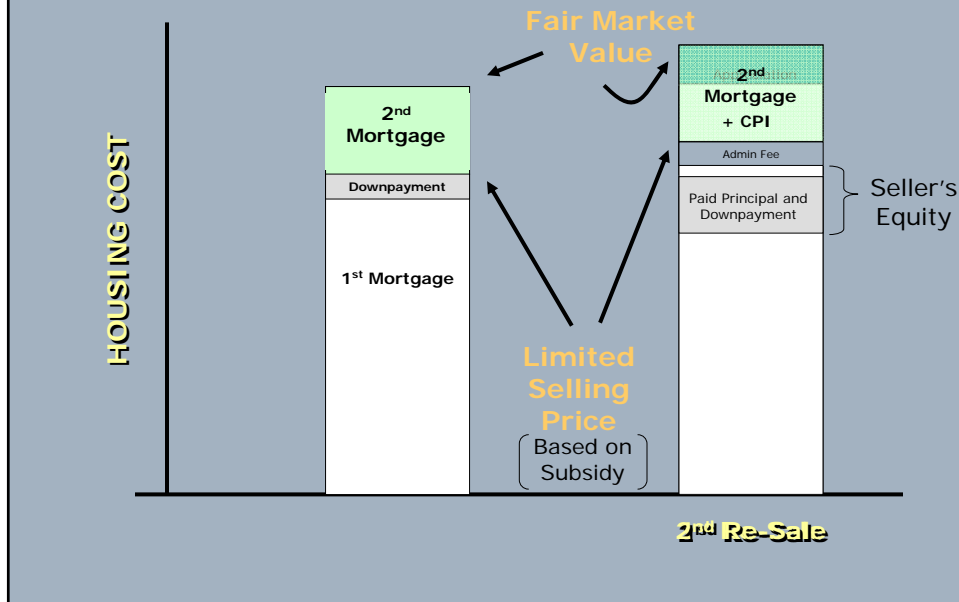 Fair Market
Value
2nd
Mortgage
Downpayment
1st Mortgage
HOUSING COST
2nd
Mortgage
+ CPI
Admin Fee
Paid Principal and
Downpayment
Seller's
Equity
Limited
Selling
Price
Based on
Subsidy
2nd Re-Sale